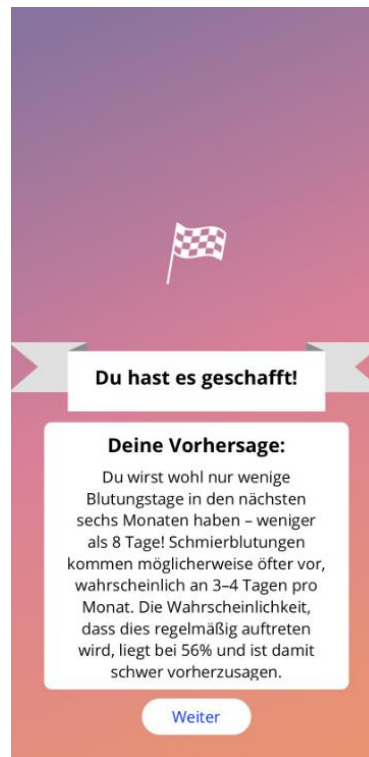 Du hast es geschafft!
Deine Vorhersage:
Du wirst wohl nur wenige
Blutungstage in den nächsten
sechs Monaten haben – weniger
als 8 Tage! Schmierblutungen
kommen möglicherweise öfter vor,
wahrscheinlich an 3–4 Tagen pro
Monat. Die Wahrscheinlichkeit,
dass dies regelmäßig auftreten
wird, liegt bei 56% und ist damit
schwer vorherzusagen.
Weiter